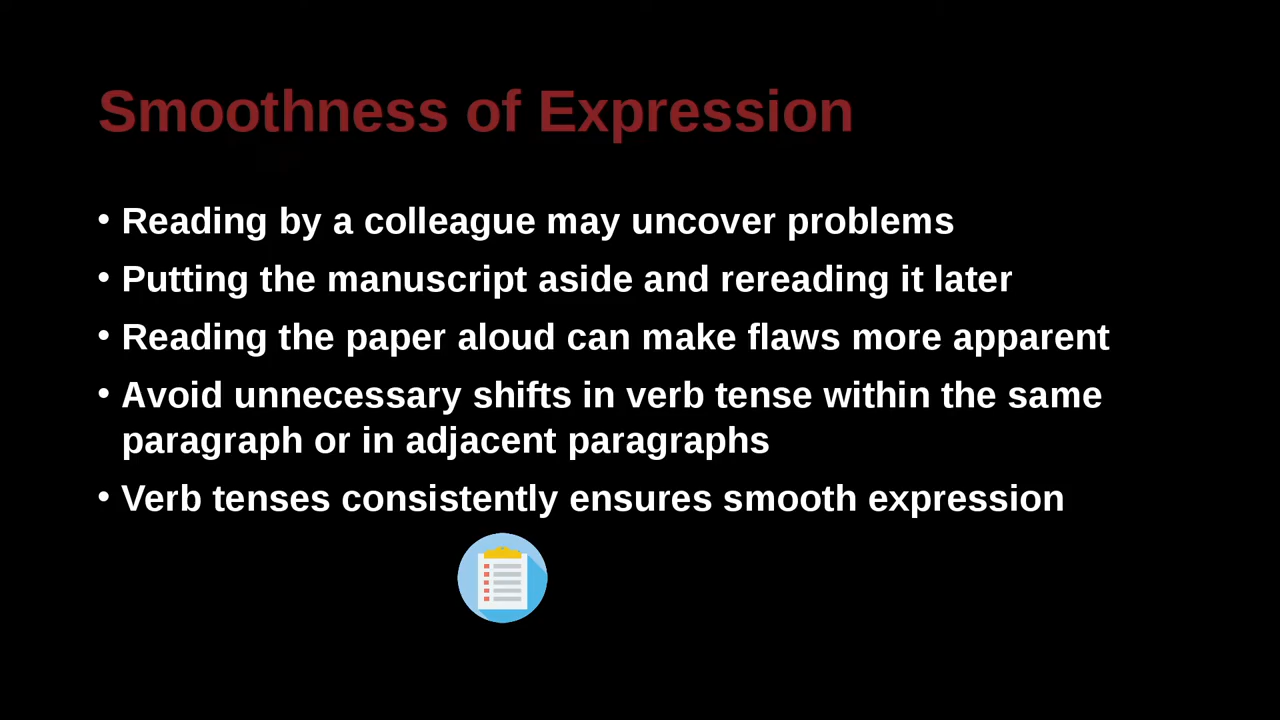 Smoothness of Expression
• Reading by a colleague may uncover problems
• Putting the manuscript aside and rereading it later
• Reading the paper aloud can make flaws more apparent
• Avoid unnecessary shifts in verb tense within the same
paragraph or in adjacent paragraphs
• Verb tenses consistently ensures smooth expression